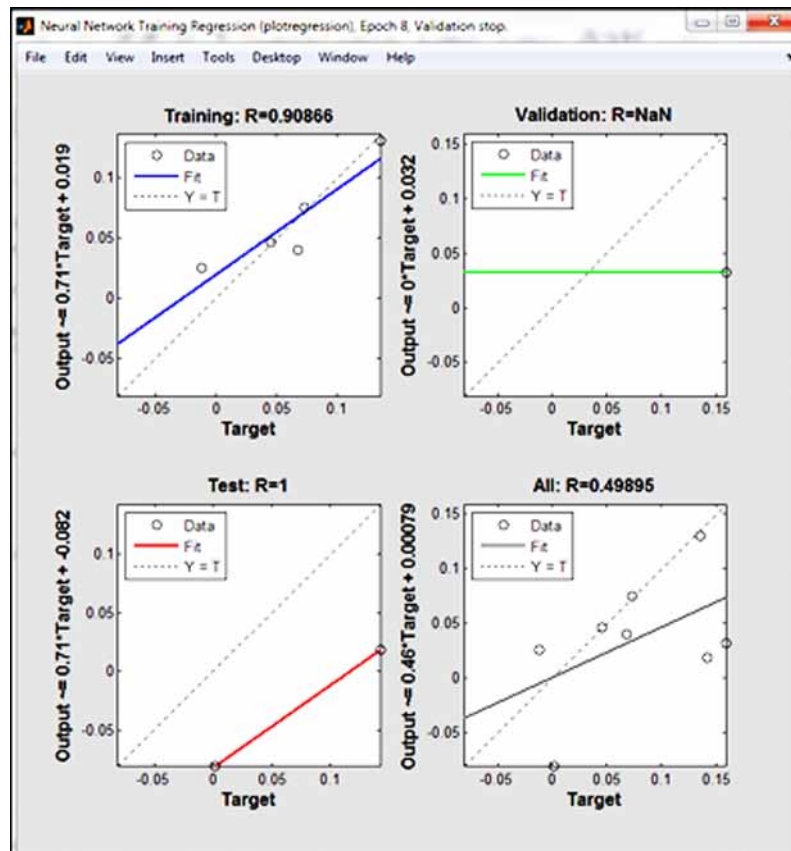 Neural Network Training Regression (plotregression), Epoch 8, Validation stop.
File Edit View Insert Tools Desktop Window Help
Training: R=0.90866
Output ~= 0.71*Target + 0.019
Data
Fit
Y = T
0.1
0.05
0
-0.05
-0.05 0 0.05 0.1
Target
Validation: R=NaN
Output ~= 0*Target + 0.032
Data
Fit
Y = T
0.15
0.1
0.05
0
-0.05
-0.05 0 0.05 0.1 0.15
Target
Test: R=1
Output ~= 0.71*Target + -0.082
Data
Fit
Y = T
0.1
0.05
0
-0.05
-0.05 0 0.05 0.1
Target
All: R=0.49895
Output ~= 0.46*Target + 0.00079
Data
Fit
Y = T
0.15
0.1
0.05
0
-0.05
-0.05 0 0.05 0.1 0.15
Target